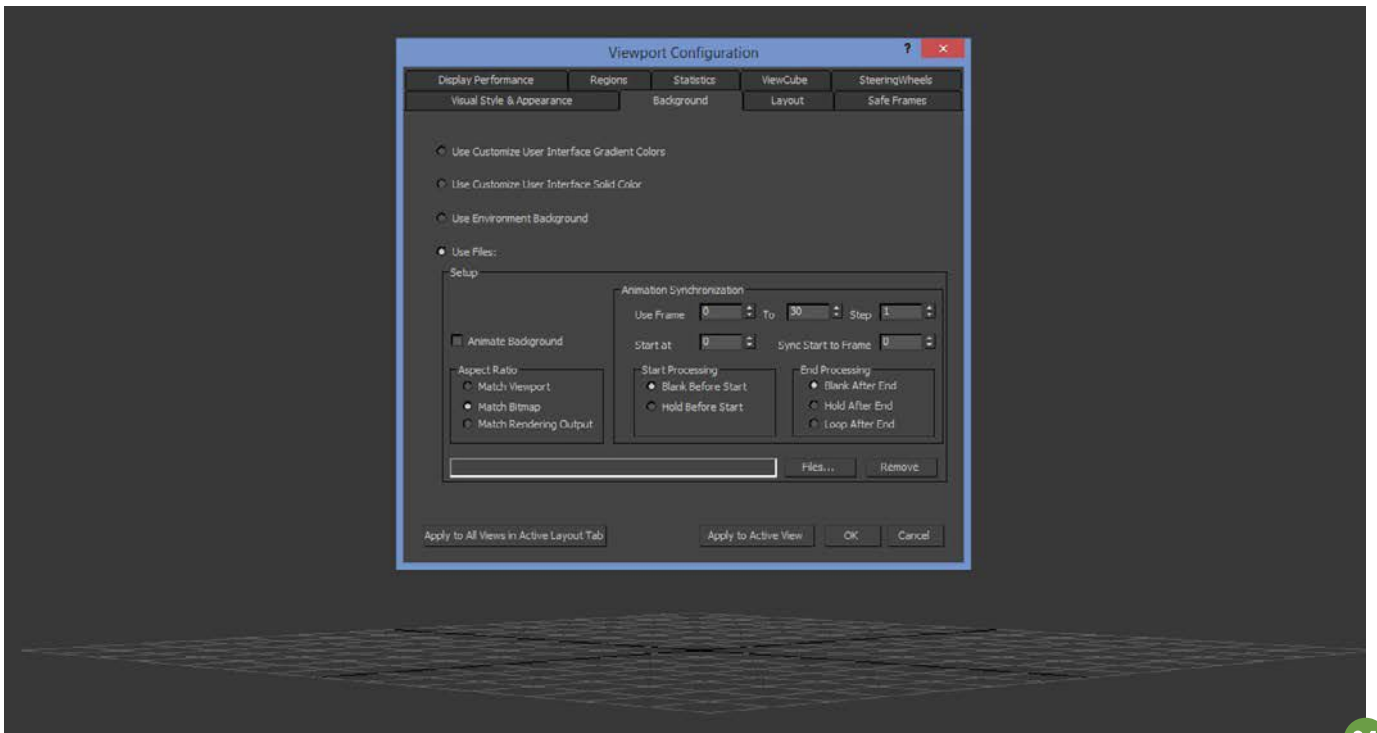 Viewport Configuration ? ×
Display Performance Regions Statistics ViewCube SteeringWheels
Visual Style & Appearance Background Layout Safe Frames
Use Customize User Interface Gradient Colors
Use Customize User Interface Solid Color
Use Environment Background
Use Files:
Setup
Animation Synchronization
Use Frame 0 To 30 Step 1
Animate Background
Start at 0 Sync Start to Frame 0
Aspect Ratio
Match Viewport
Match Bitmap
Match Rendering Output
Start Processing
Blank Before Start
Hold Before Start
End Processing
Blank After End
Hold After End
Loop After End
Files... Remove
Apply to All Views in Active Layout Tab Apply to Active View OK Cancel